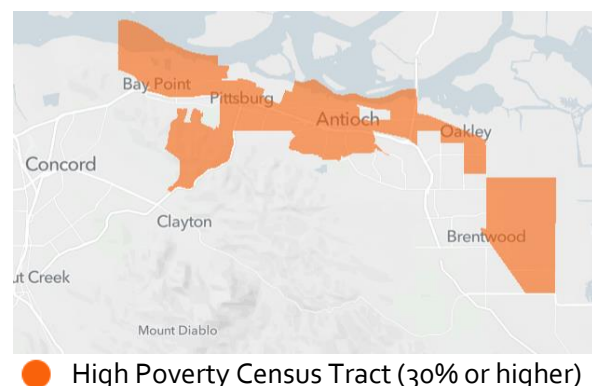 Bay Point
Pittsburg
Antioch
Oakley
Concord
Clayton
Brentwood
ut Creek
Mount Diablo
High Poverty Census Tract (30% or higher)